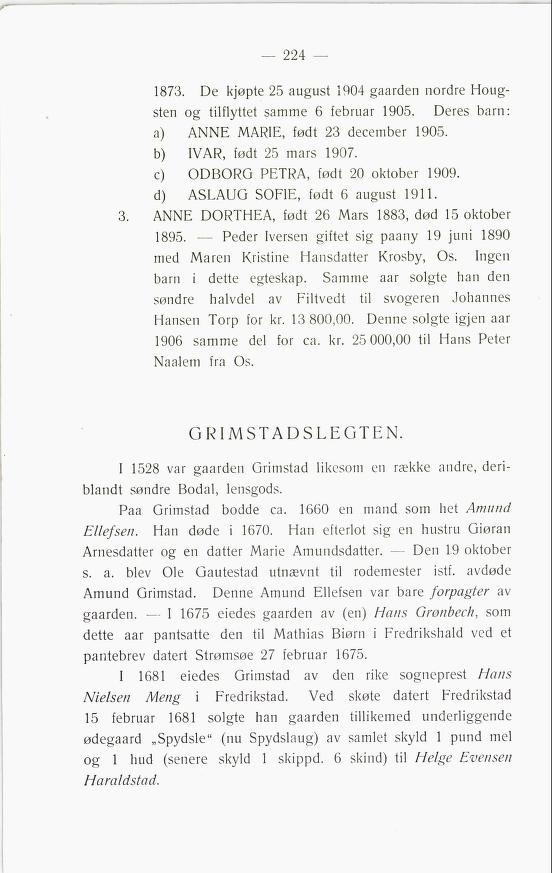 — 224 —
1873. De kjøpte 25 august 1904 gaarden nordre Houg-
sten og tilflyttet samme 6 februar 1905. Deres barn:
a) ANNE MARIE, født 23 december 1905.
b) IVAR, født 25 mars 1907.
c) ODBORG PETRA, født 20 oktober 1909.
d) ASLAUG SOFIE, født 6 august 1911.
3. ANNE DORTHEA, født 26 Mars 1883, død 15 oktober
1895. — Peder Iversen giftet sig paany 19 juni 1890
med Maren Kristine Hansdatter Krosby, Os. Ingen
barn i dette egteskap. Samme aar solgte han den
søndre halvdel av Filtvedt til svogeren Johannes
Hansen Torp for kr. 13 800,00. Denne solgte igjen aar
1906 samme del for ca. kr. 25 000,00 til Hans Peter
Naalem fra Os.
GRIMSTADSLEGTEN.
I 1528 var gaarden Grimstad likesom en række andre, deri-
blandt søndre Bodal, lensgods.
Paa Grimstad bodde ca. 1660 en mand som het Amund
Ellefsen. Han døde i 1670. Han efterlot sig en hustru Giøran
Arnesdatter og en datter Marie Amundsdatter. — Den 19 oktober
s. a. blev Ole Gautestad utnævnt til rodemester istf. avdøde
Amund Grimstad. Denne Amund Ellefsen var bare forpagter av
gaarden. — I 1675 eiedes gaarden av (en) Hans Grønbech, som
dette aar pantsatte den til Mathias Biørn i Fredrikshald ved et
pantebrev datert Strømsøe 27 februar 1675.
I 1681 eiedes Grimstad av den rike sogneprest Hans
Nielsen Meng i Fredrikstad. Ved skøte datert Fredrikstad
15 februar 1681 solgte han gaarden tillikemed underliggende
ødegaard „Spydsle“ (nu Spydslaug) av samlet skyld 1 pund mel
og 1 hud (senere skyld 1 skippd. 6 skind) til Helge Evensen
Haraldstad.